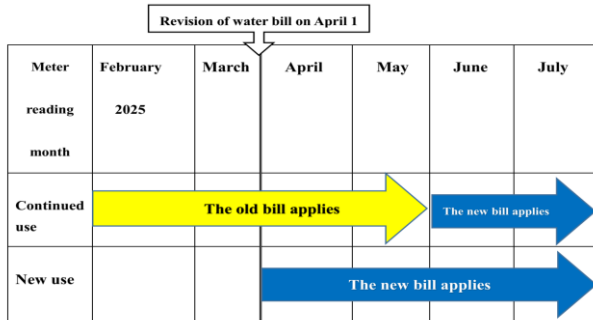 Revision of water bill on April 1
Meter
reading
month
February
2025
March
April
May
June
July
Continued
use
The old bill applies
The new bill applies
New use
The new bill applies